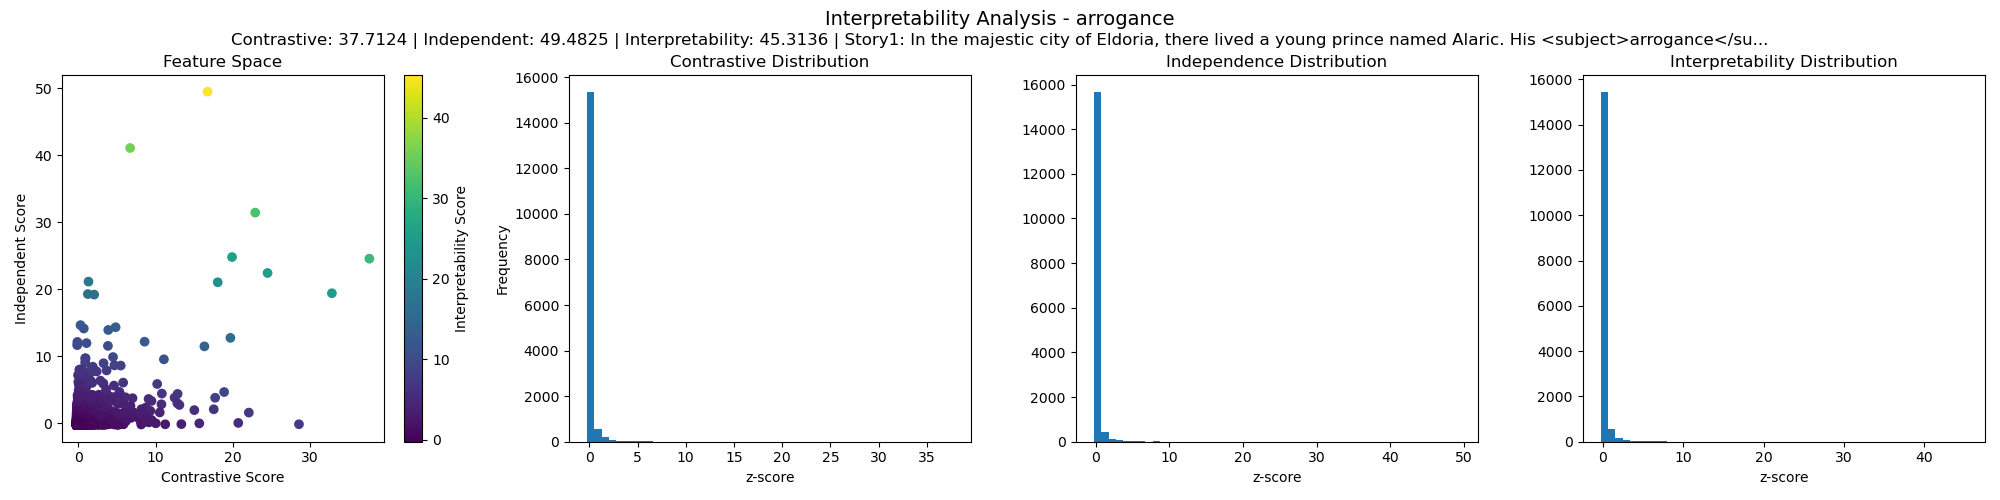 Interpretability Analysis - arrogance
Contrastive: 37.7124 | Independent: 49.4825 | Interpretability: 45.3136 | Story1: In the majestic city of Eldoria, there lived a young prince named Alaric. His <subject>arrogance</su...
Feature Space
50
40
30
20
10
0
Independent Score
0 10 20 30
Contrastive Score
40
30
20
10
0
Interpretability Score
Contrastive Distribution
16000
14000
12000
10000
8000
6000
4000
2000
0
Frequency
0 5 10 15 20 25 30 35
z-score
Independence Distribution
16000
14000
12000
10000
8000
6000
4000
2000
0
0 10 20 30 40 50
z-score
Interpretability Distribution
16000
14000
12000
10000
8000
6000
4000
2000
0
0 10 20 30 40
z-score